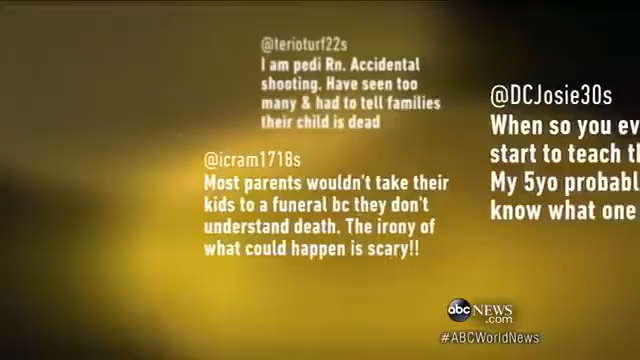 @terioturf22s
I am pedi Rn. Accidental
shooting. Have seen too
many & had to tell families
their child is dead
@icram1718s
Most parents wouldn't take their
kids to a funeral bc they don't
understand death. The irony of
what could happen is scary!!
@DCJosie30s
When so you ev
start to teach th
My 5yo probabl
know what one
abc NEWS
.com
#ABCWorldNews